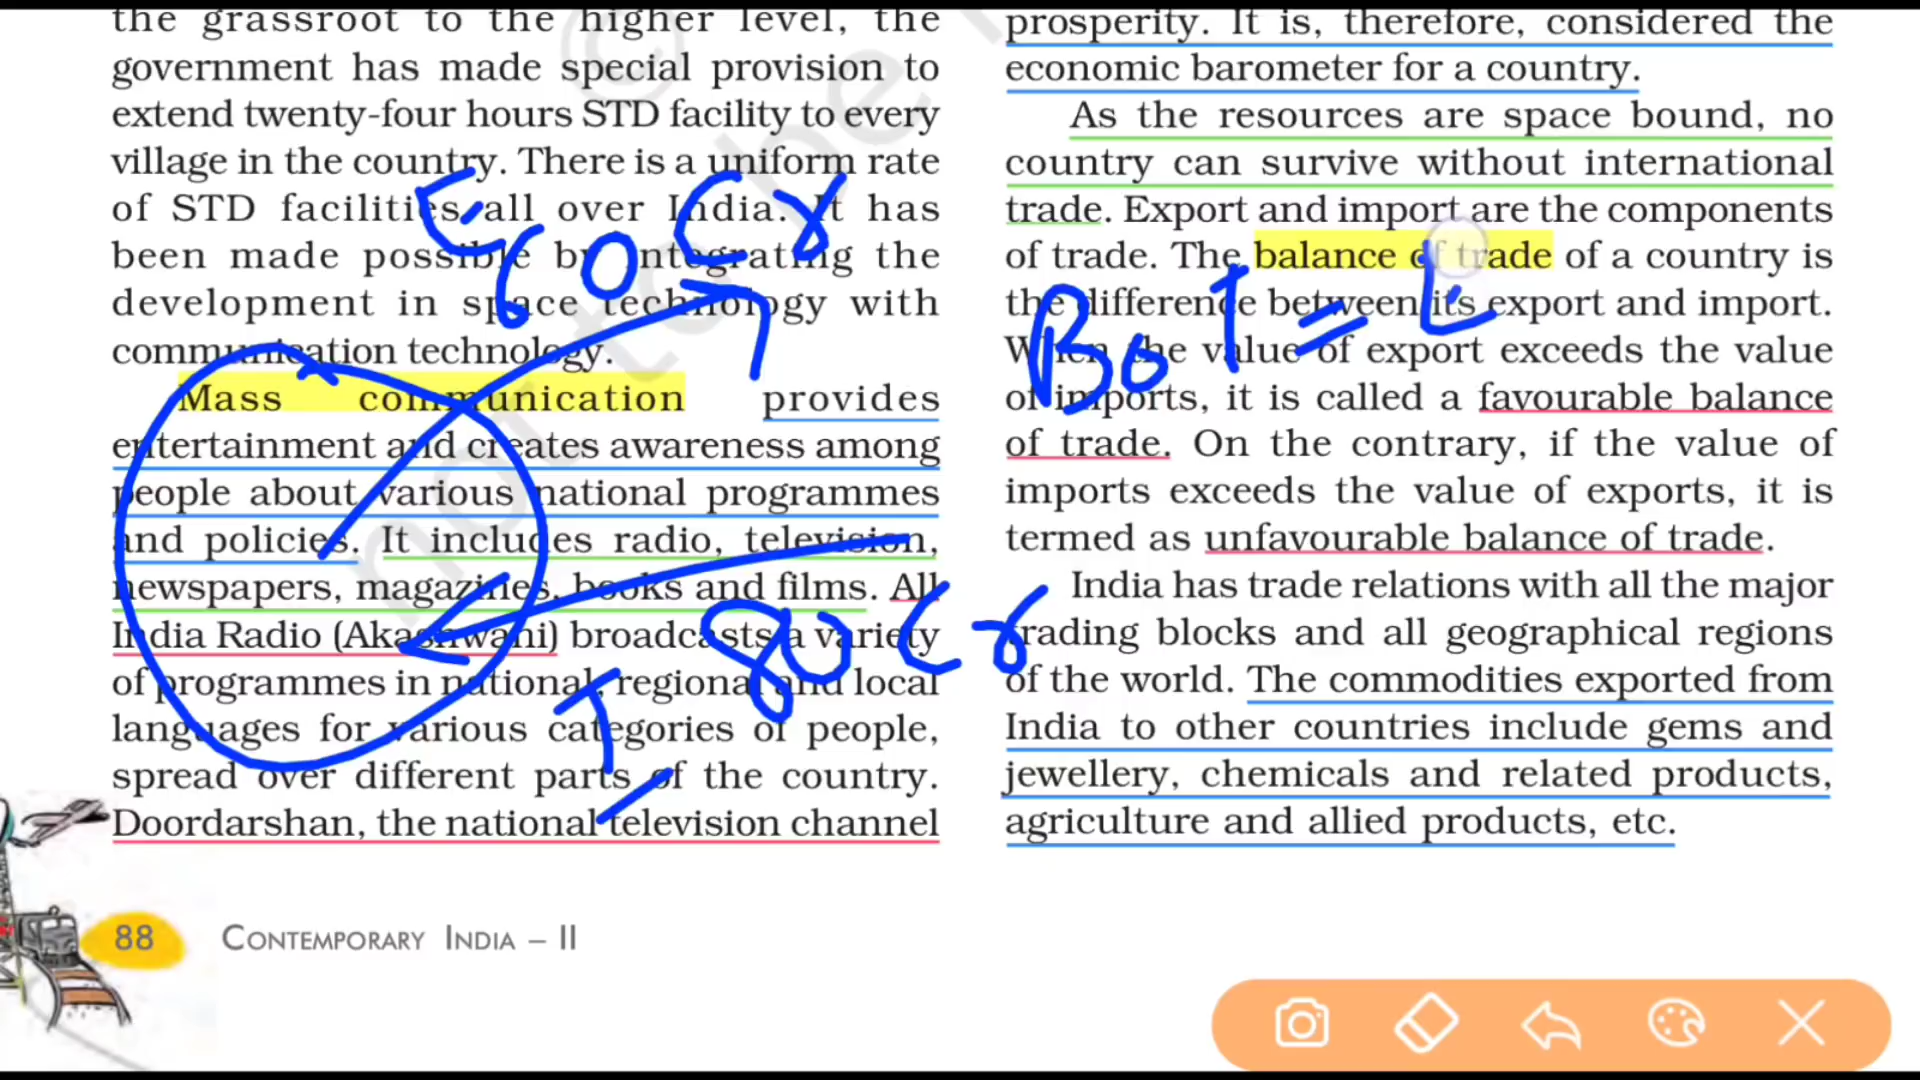 the grassroot to the higher level, the
government has made special provision to
extend twenty-four hours STD facility to every
village in the country. There is a uniform rate
of STD facilities all over India. It has
been made possible by integrating the
development in space technology with
communication technology.
Mass communication provides
entertainment and creates awareness among
people about various national programmes
and policies. It includes radio, television,
newspapers, magazines, books and films. All
India Radio (Akashwani) broadcasts a variety
of programmes in national, regional and local
languages for various categories of people,
spread over different parts of the country.
Doordarshan, the national television channel
E
60 Cr
I
80 Cr
prosperity. It is, therefore, considered the
economic barometer for a country.
As the resources are space bound, no
country can survive without international
trade. Export and import are the components
of trade. The balance of trade of a country is
the difference between its export and import.
When the value of export exceeds the value
of imports, it is called a favourable balance
of trade. On the contrary, if the value of
imports exceeds the value of exports, it is
termed as unfavourable balance of trade.
India has trade relations with all the major
trading blocks and all geographical regions
of the world. The commodities exported from
India to other countries include gems and
jewellery, chemicals and related products,
agriculture and allied products, etc.
BoT =
88 CONTEMPORARY INDIA – II
not to be
©